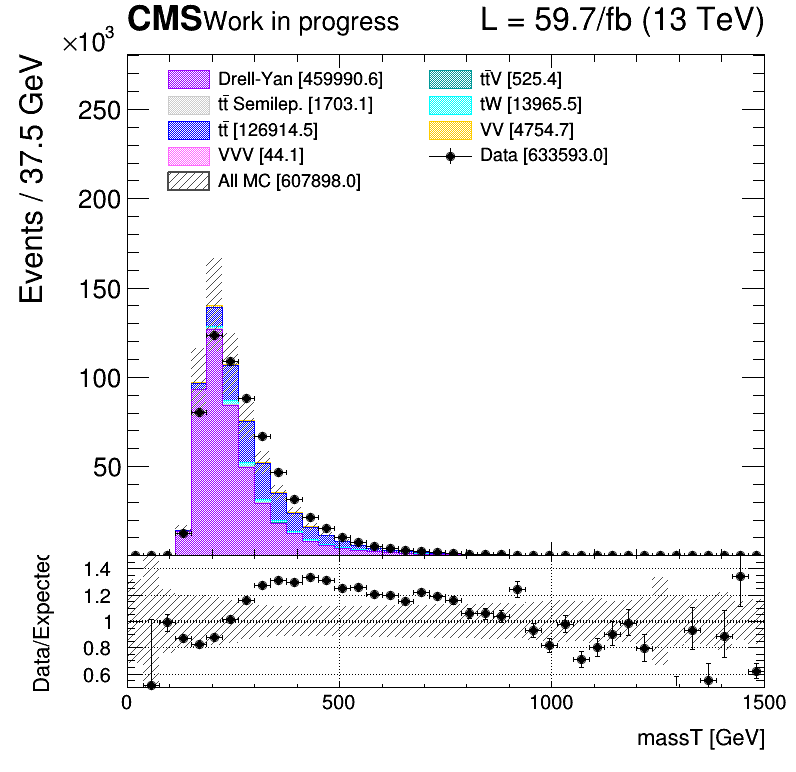 CMS Work in progress L = 59.7/fb (13 TeV)
×10³
Events / 37.5 GeV
250
200
150
100
50
Drell-Yan [459990.6]
tt̄ Semilep. [1703.1]
tt̄ [126914.5]
VVV [44.1]
All MC [607898.0]
tt̄V [525.4]
tW [13965.5]
VV [4754.7]
Data [633593.0]
Data/Expected
1.4
1.2
1
0.8
0.6
0 500 1000 1500
massT [GeV]